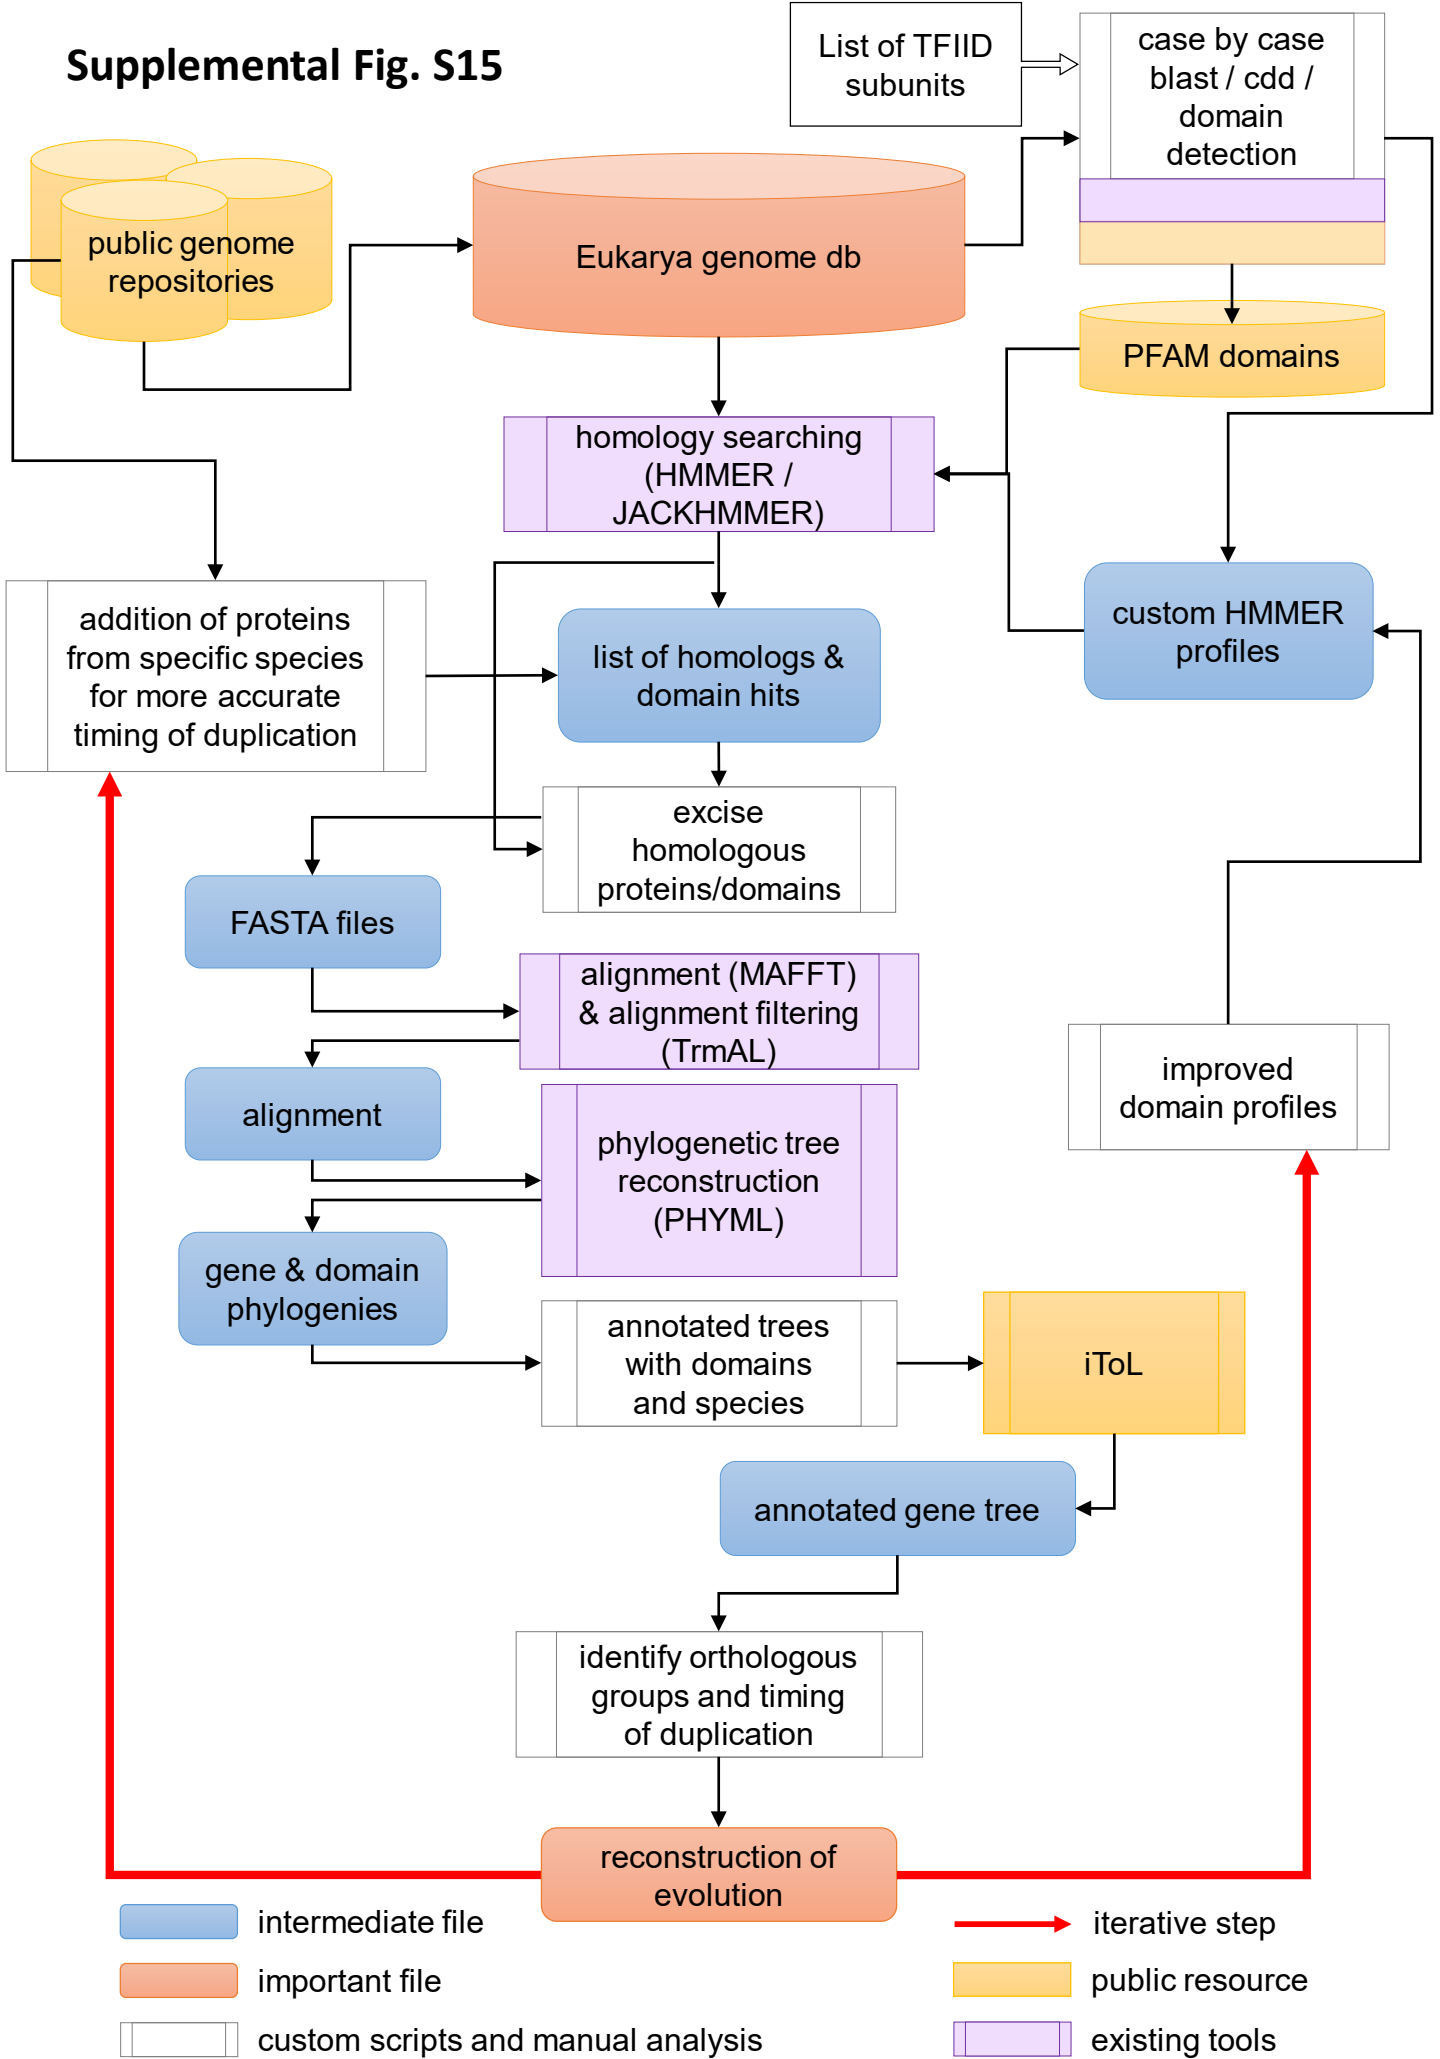 Supplemental Fig. S15
List of TFIID
subunits
case by case
blast / cdd /
domain
detection
public genome
repositories
Eukarya genome db
PFAM domains
homology searching
(HMMER /
JACKHMMER)
addition of proteins
from specific species
for more accurate
timing of duplication
list of homologs &
domain hits
custom HMMER
profiles
excise
homologous
proteins/domains
FASTA files
alignment (MAFFT)
& alignment filtering
(TrmAL)
alignment
improved
domain profiles
phylogenetic tree
reconstruction
(PHYML)
gene & domain
phylogenies
annotated trees
with domains
and species
iToL
annotated gene tree
identify orthologous
groups and timing
of duplication
reconstruction of
evolution
intermediate file
important file
custom scripts and manual analysis
iterative step
public resource
existing tools